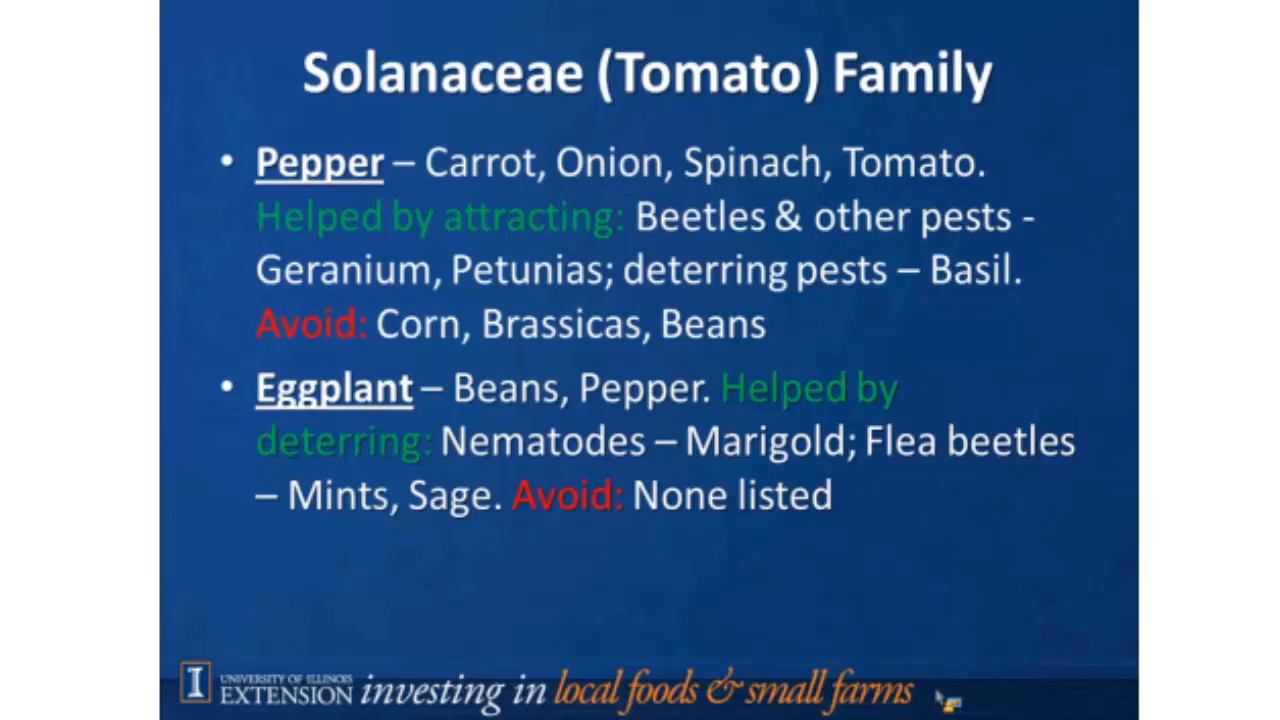 Solanaceae (Tomato) Family
• Pepper – Carrot, Onion, Spinach, Tomato.
Helped by attracting: Beetles & other pests -
Geranium, Petunias; deterring pests – Basil.
Avoid: Corn, Brassicas, Beans
• Eggplant – Beans, Pepper. Helped by
deterring: Nematodes – Marigold; Flea beetles
– Mints, Sage. Avoid: None listed
I UNIVERSITY OF ILLINOIS
EXTENSION investing in local foods & small farms